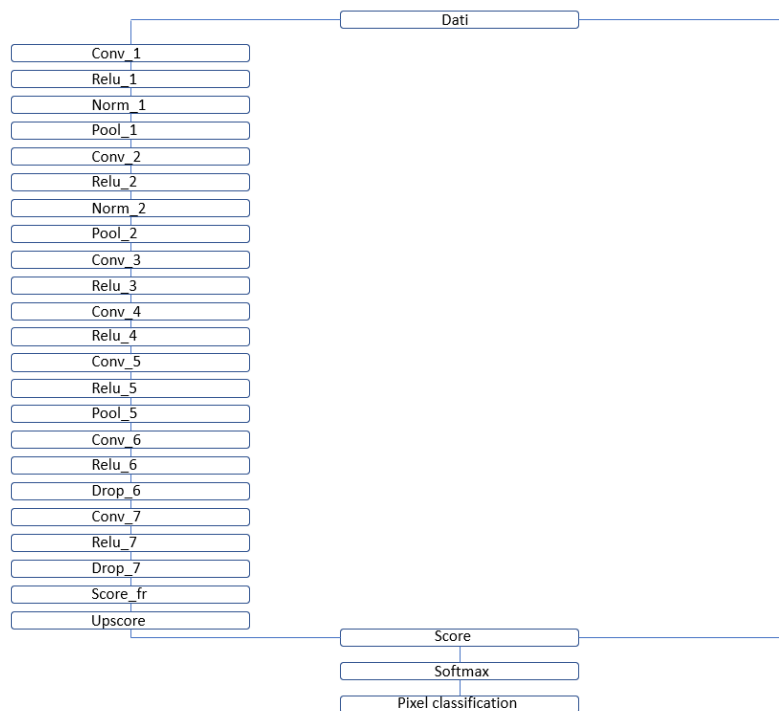 Dati
Conv_1
Relu_1
Norm_1
Pool_1
Conv_2
Relu_2
Norm_2
Pool_2
Conv_3
Relu_3
Conv_4
Relu_4
Conv_5
Relu_5
Pool_5
Conv_6
Relu_6
Drop_6
Conv_7
Relu_7
Drop_7
Score_fr
Upscore
Score
Softmax
Pixel classification